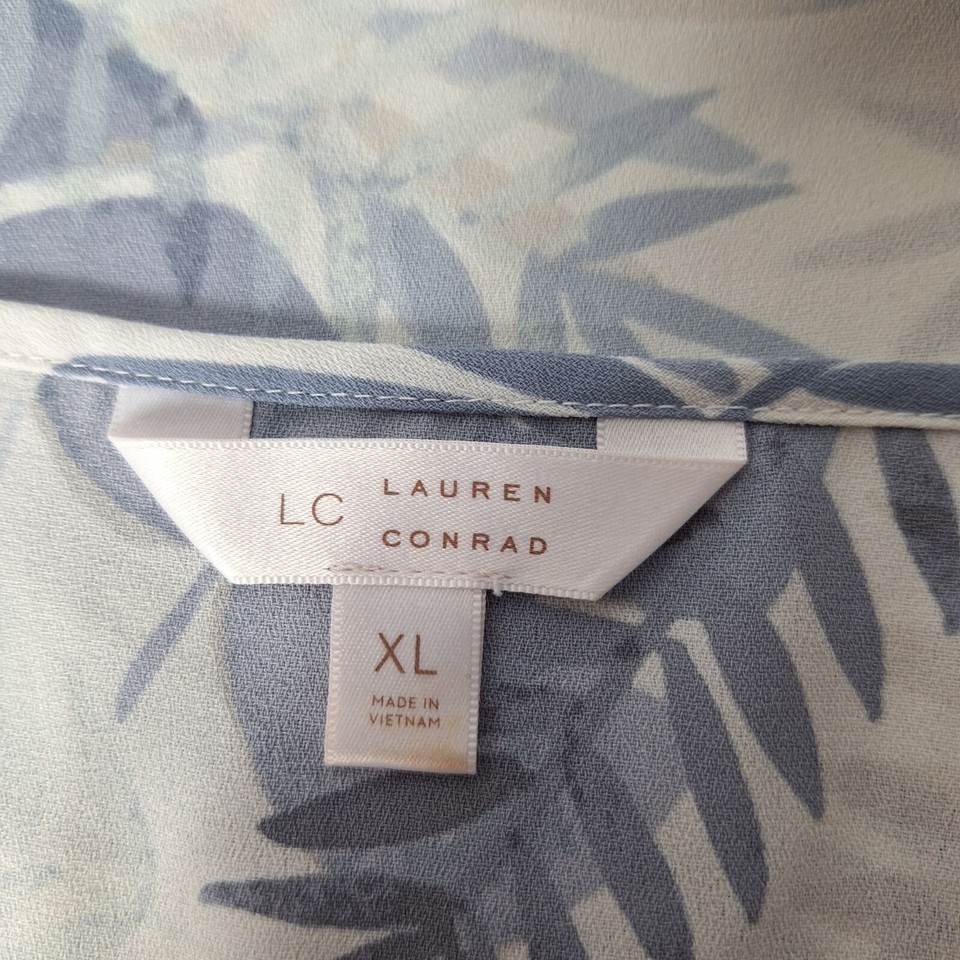 LC LAUREN
CONRAD
XL
MADE IN
VIETNAM